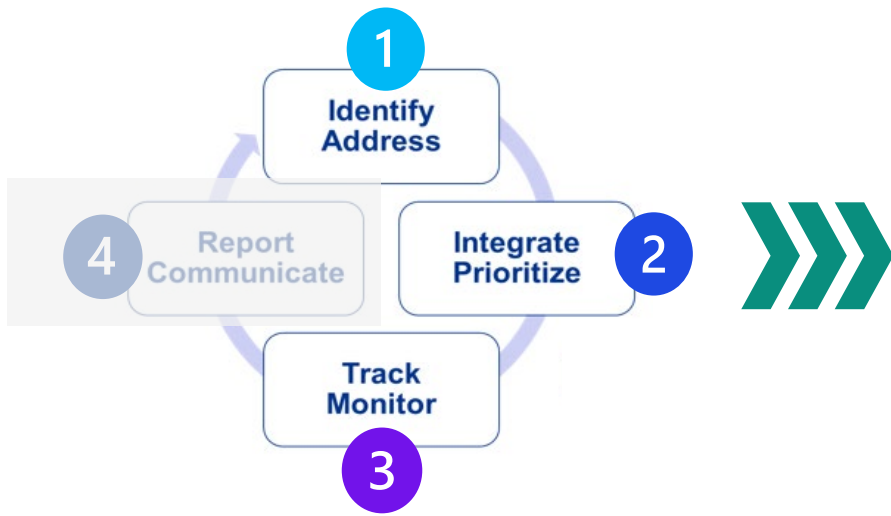 1
Identify
Address
2
Integrate
Prioritize
3
Track
Monitor
4
Report
Communicate